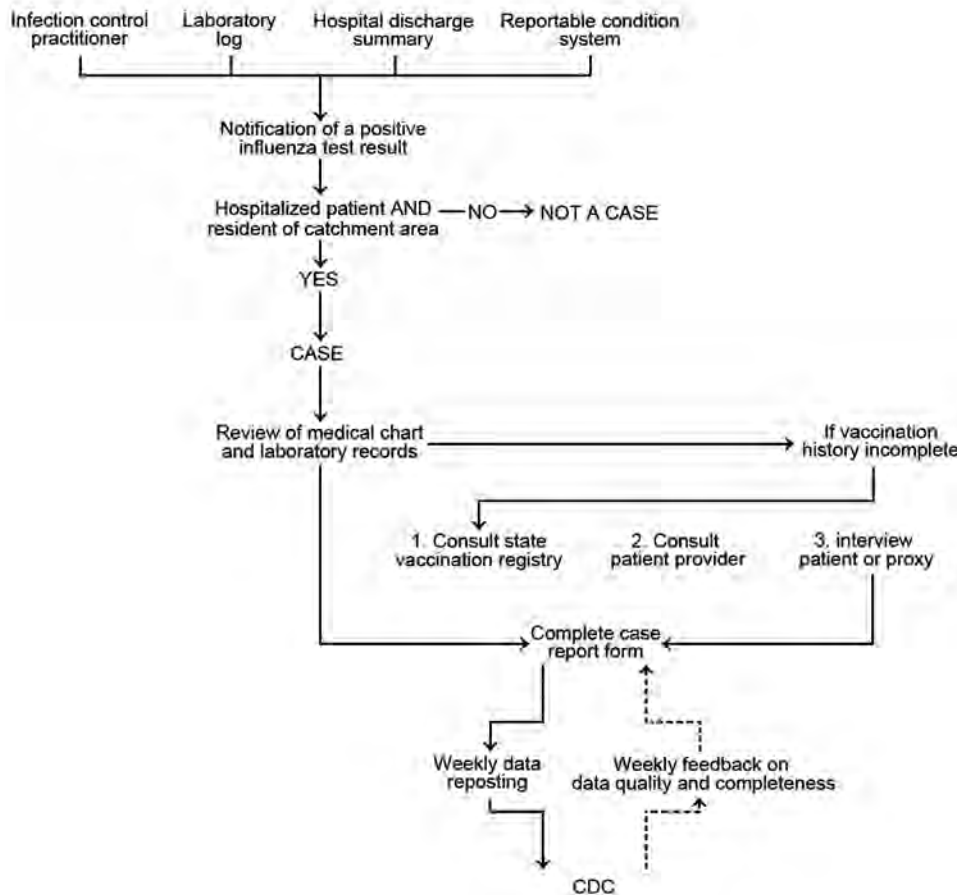 Infection control
practitioner
Laboratory
log
Hospital discharge
summary
Reportable condition
system
Notification of a positive
influenza test result
Hospitalized patient AND
resident of catchment area
NO
NOT A CASE
YES
CASE
Review of medical chart
and laboratory records
If vaccination
history incomplete
1. Consult state
vaccination registry
2. Consult
patient provider
3. interview
patient or proxy
Complete case
report form
Weekly data
reposting
Weekly feedback on
data quality and completeness
CDC